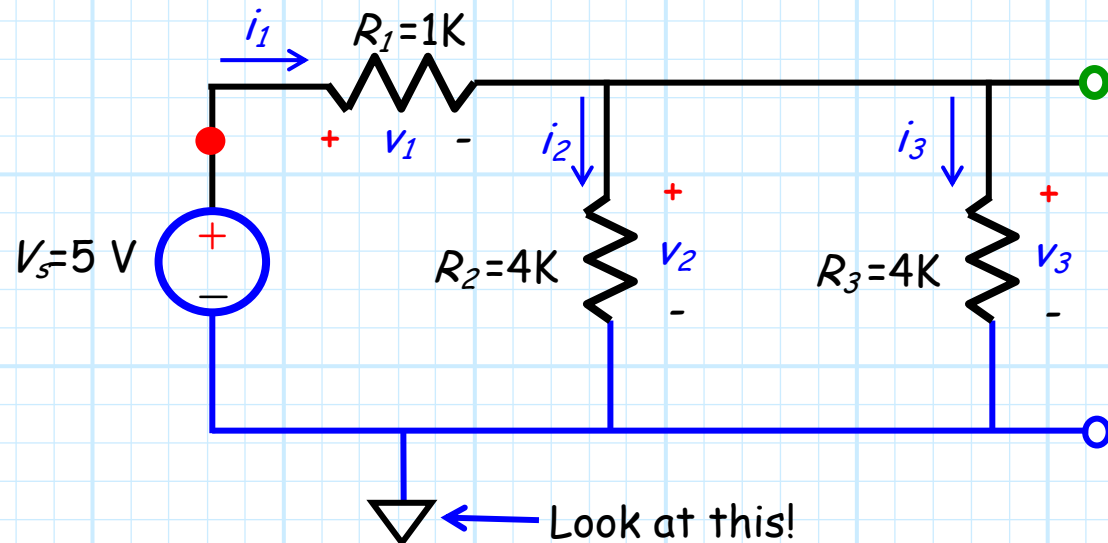 i₁
R₁=1K
+ v₁ -
i₂
i₃
+
+
+
Vₛ=5 V
R₂=4K
v₂
R₃=4K
v₃
—
-
-
Look at this!